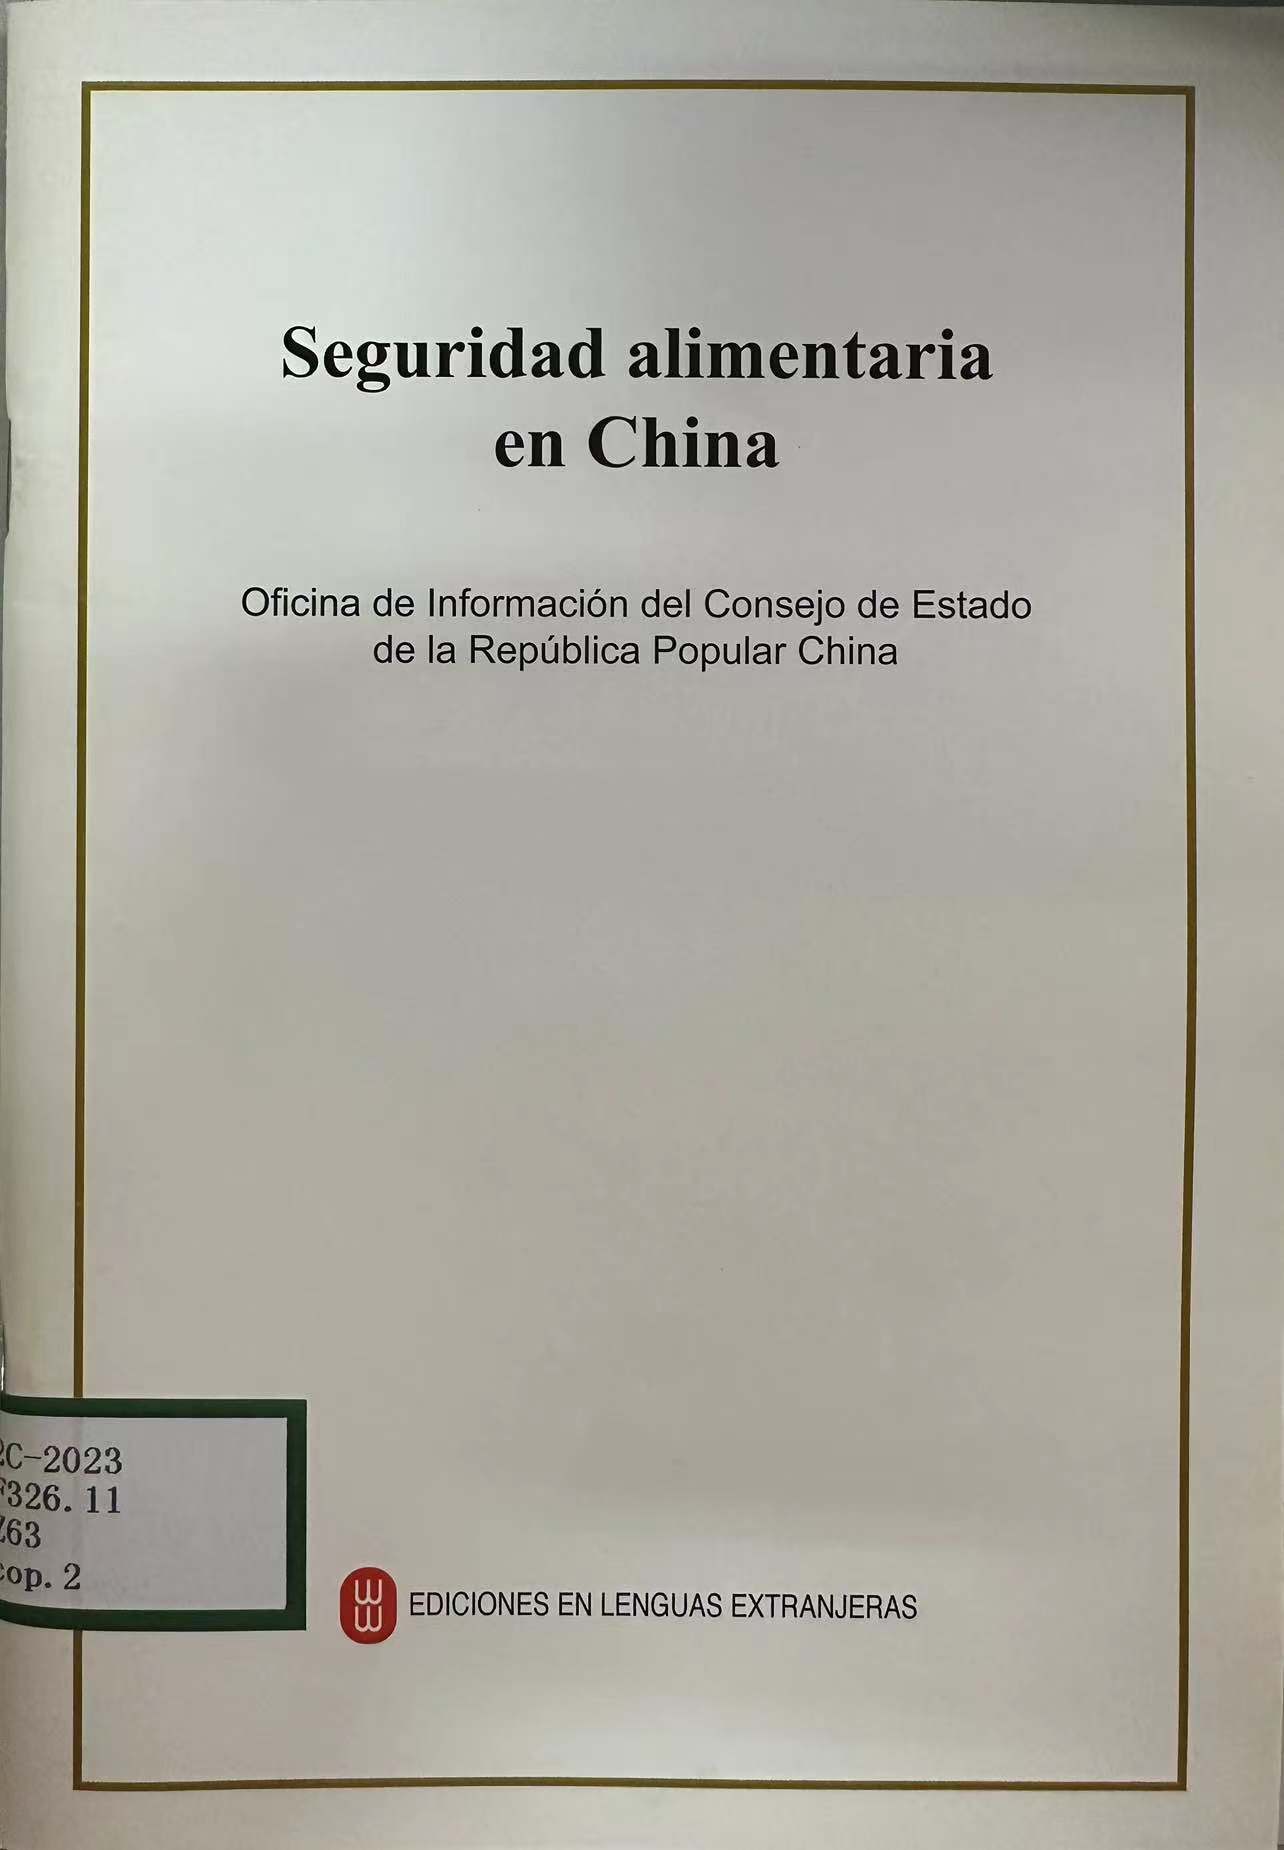 Seguridad alimentaria
en China
Oficina de Información del Consejo de Estado
de la República Popular China
C-2023
326.11
63
op. 2
EDICIONES EN LENGUAS EXTRANJERAS